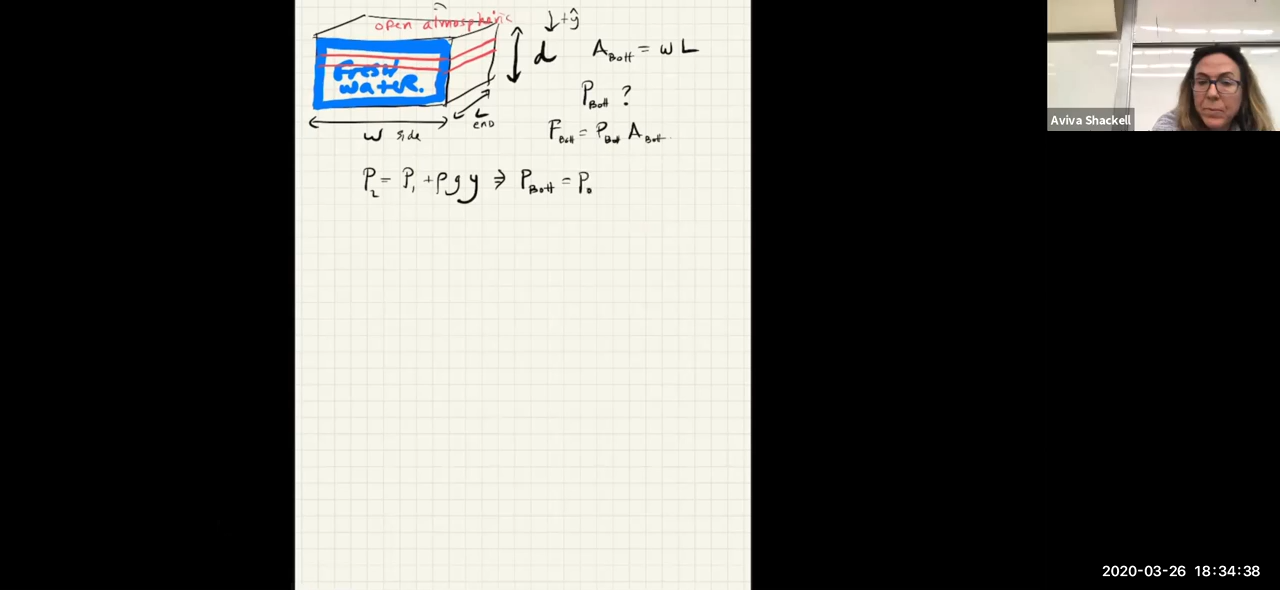 open atmospheric
↓+ŷ
Fresh
water.
d
A_Bott = w L
P_Bott ?
L
end
w side
F_Bott = P_Bott A_Bott
P₂ = P₁ + ρ g y ⇒ P_Bott = P₀
Aviva Shackell
2020-03-26 18:34:38